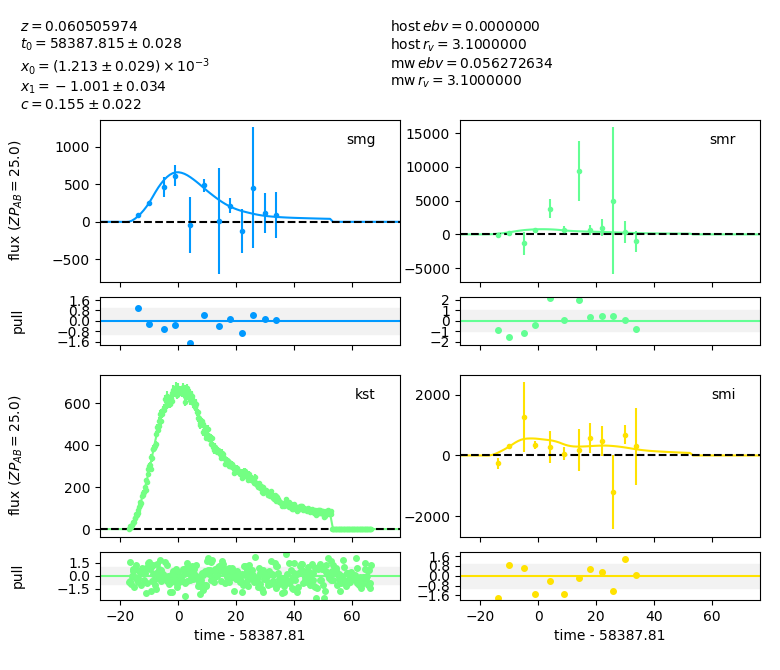 z = 0.060505974
t₀ = 58387.815 ± 0.028
x₀ = (1.213 ± 0.029) × 10⁻³
x₁ = −1.001 ± 0.034
c = 0.155 ± 0.022
host ebv = 0.0000000
host r_v = 3.1000000
mw ebv = 0.056272634
mw r_v = 3.1000000
smg
1000
500
0
−500
flux (ZP_AB = 25.0)
1.6
0.8
0.0
−0.8
−1.6
pull
smr
15000
10000
5000
0
−5000
2
1
0
−1
−2
kst
600
400
200
0
flux (ZP_AB = 25.0)
1.5
0.0
−1.5
pull
−20 0 20 40 60
time - 58387.81
smi
2000
0
−2000
1.6
0.8
0.0
−0.8
−1.6
−20 0 20 40 60
time - 58387.81